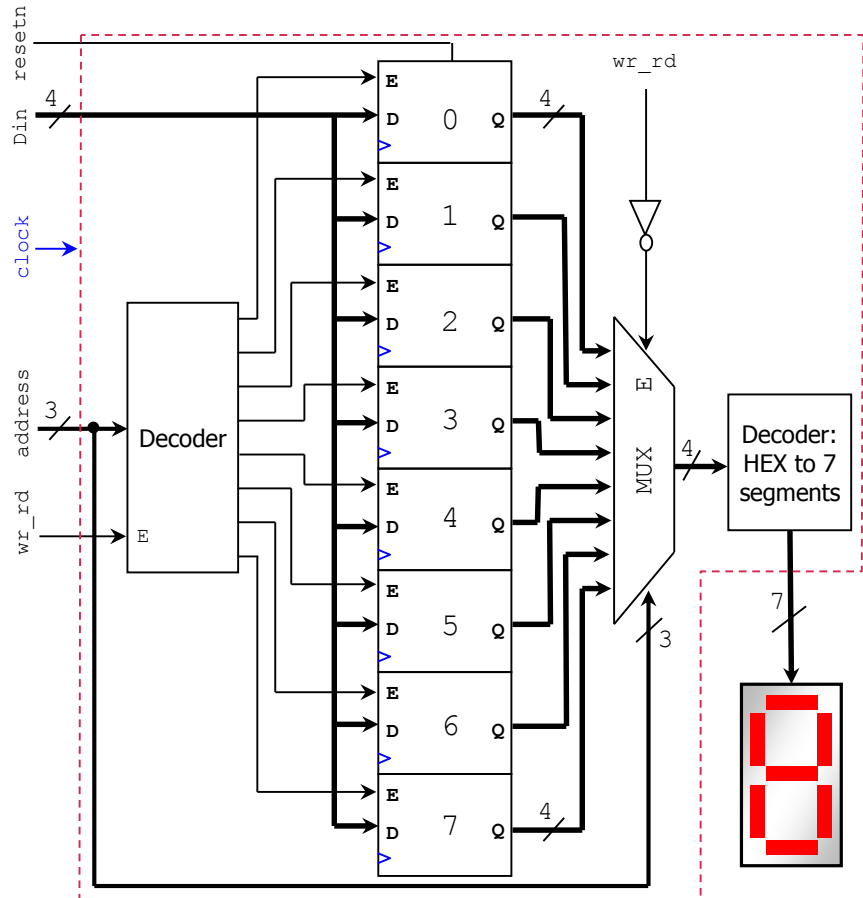 resetn
Din
4
clock
address
3
wr_rd
Decoder
E
E
D
0
Q
4
E
D
1
Q
E
D
2
Q
E
D
3
Q
E
D
4
Q
E
D
5
Q
E
D
6
Q
E
D
7
Q
4
wr_rd
E
MUX
3
4
Decoder:
HEX to 7
segments
7